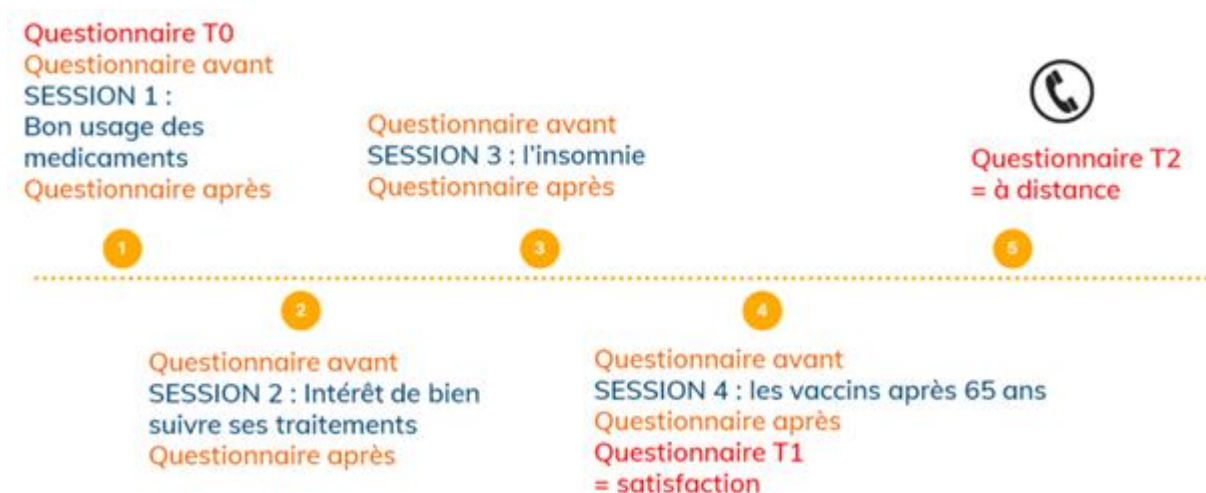 Questionnaire T0
Questionnaire avant
SESSION 1 :
Bon usage des
medicaments
Questionnaire après
1
Questionnaire avant
SESSION 2 : Intérêt de bien
suivre ses traitements
Questionnaire après
2
Questionnaire avant
SESSION 3 : l'insomnie
Questionnaire après
3
Questionnaire avant
SESSION 4 : les vaccins après 65 ans
Questionnaire après
Questionnaire T1
= satisfaction
4
Questionnaire T2
= à distance
5